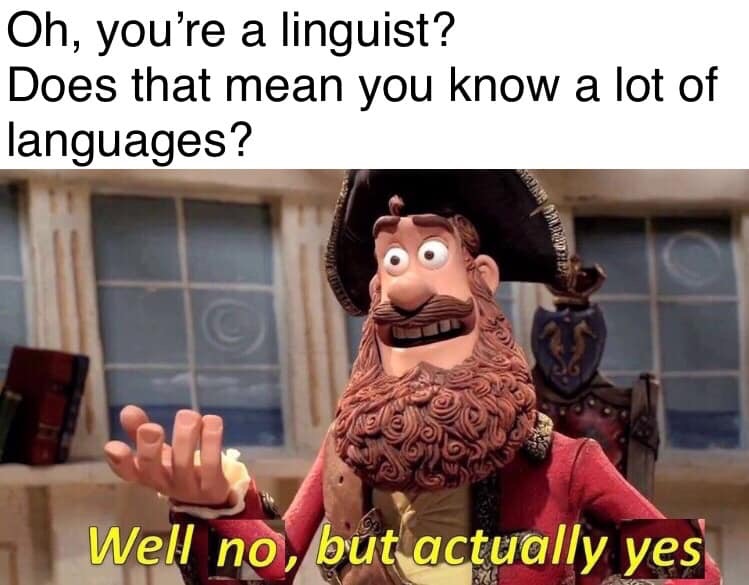 Oh, you’re a linguist?
Does that mean you know a lot of
languages?
Well no, but actually yes